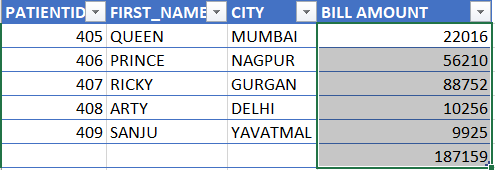 PATIENTID FIRST_NAME CITY BILL AMOUNT
405 QUEEN MUMBAI 22016
406 PRINCE NAGPUR 56210
407 RICKY GURGAN 88752
408 ARTY DELHI 10256
409 SANJU YAVATMAL 9925
187159